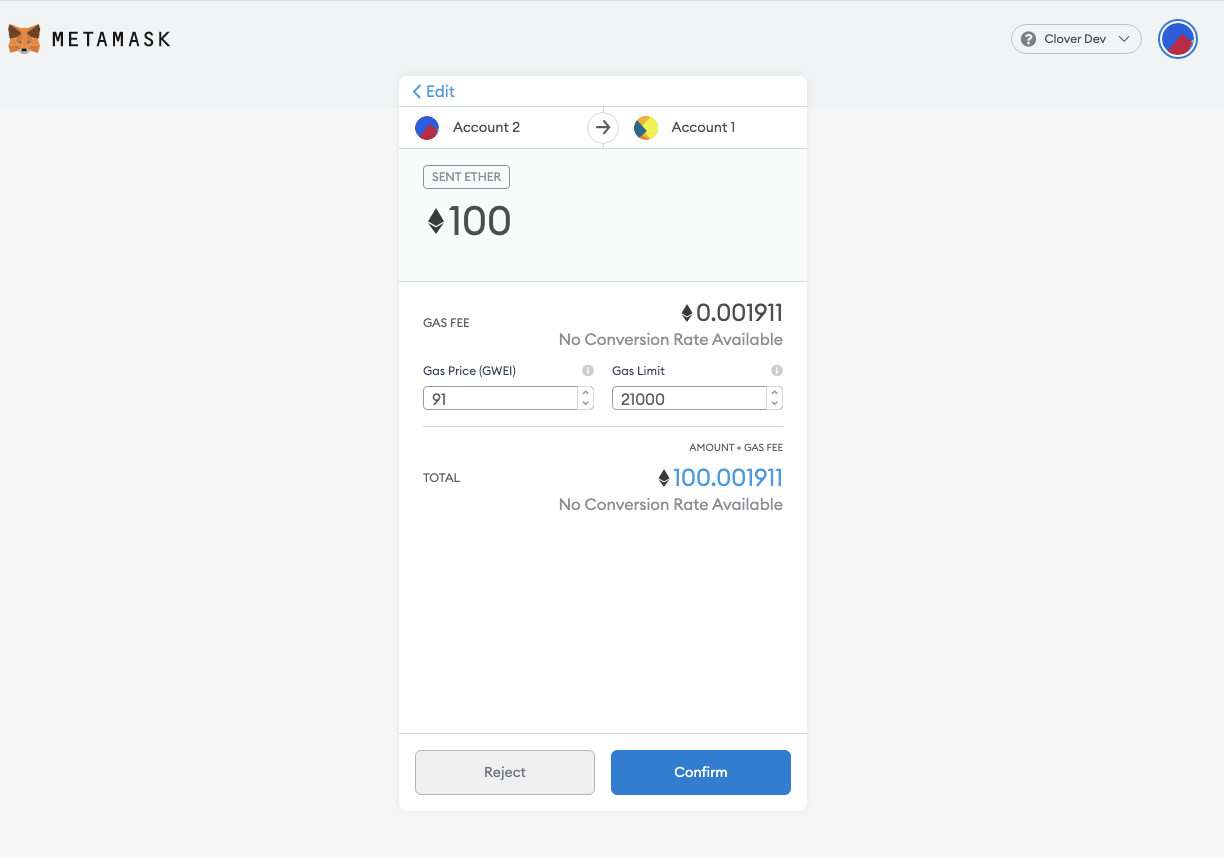 METAMASK
Clover Dev
Edit
Account 2
Account 1
SENT ETHER
100
GAS FEE
0.001911
No Conversion Rate Available
Gas Price (GWEI)
Gas Limit
91
21000
AMOUNT + GAS FEE
TOTAL
100.001911
No Conversion Rate Available
Reject
Confirm